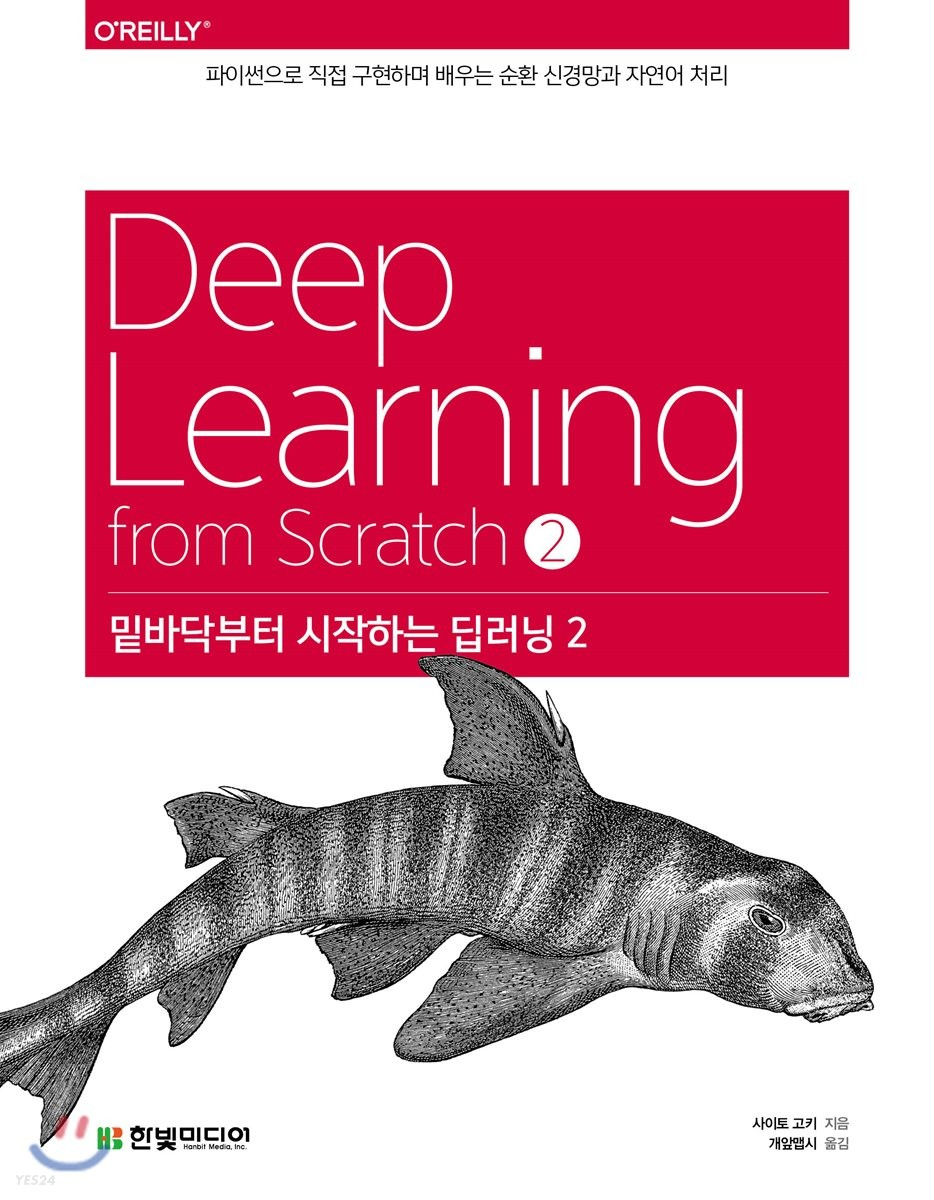 O'REILLY®
파이썬으로 직접 구현하며 배우는 순환 신경망과 자연어 처리
Deep
Learning
from Scratch 2
밑바닥부터 시작하는 딥러닝 2
사이토 고키 지음
개앞맵시 옮김
HB 한빛미디어
Hanbit Media, Inc.
YES24